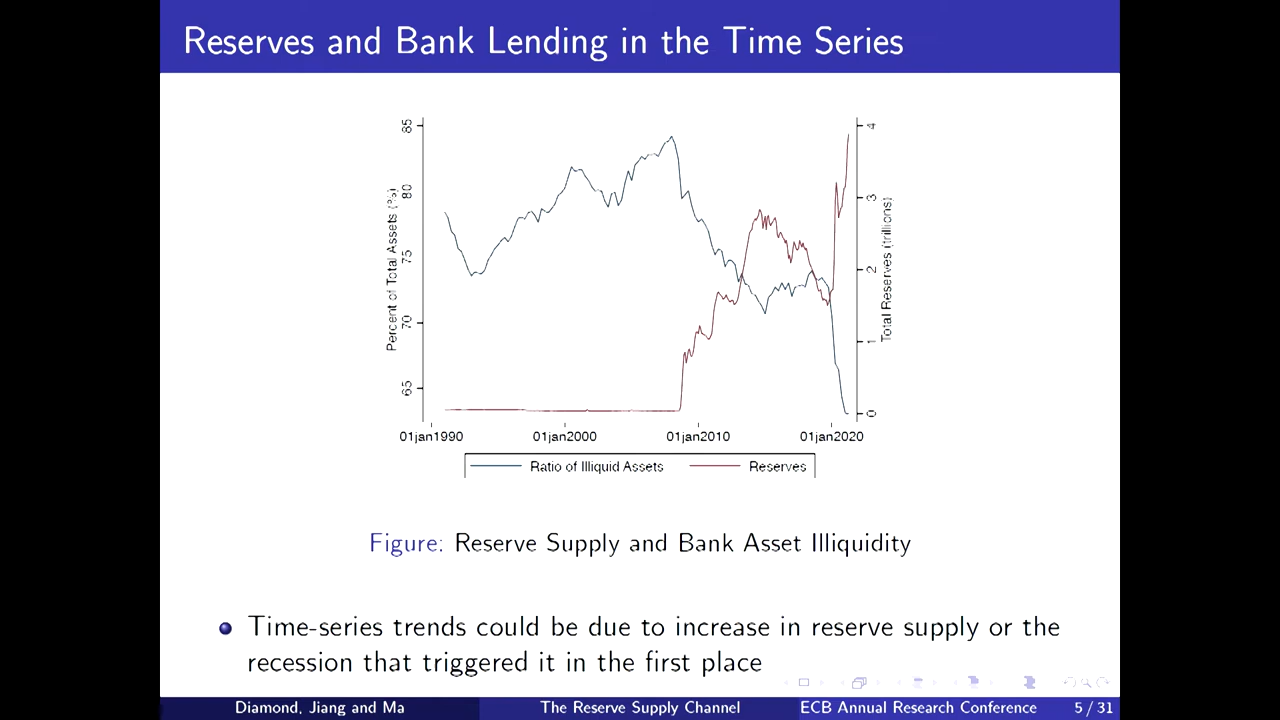 Reserves and Bank Lending in the Time Series
85
80
75
70
65
Percent of Total Assets (%)
4
3
2
1
0
Total Reserves (trillions)
01jan1990
01jan2000
01jan2010
01jan2020
Ratio of Illiquid Assets
Reserves
Figure: Reserve Supply and Bank Asset Illiquidity
Time-series trends could be due to increase in reserve supply or the
recession that triggered it in the first place
Diamond, Jiang and Ma
The Reserve Supply Channel
ECB Annual Research Conference
5 / 31